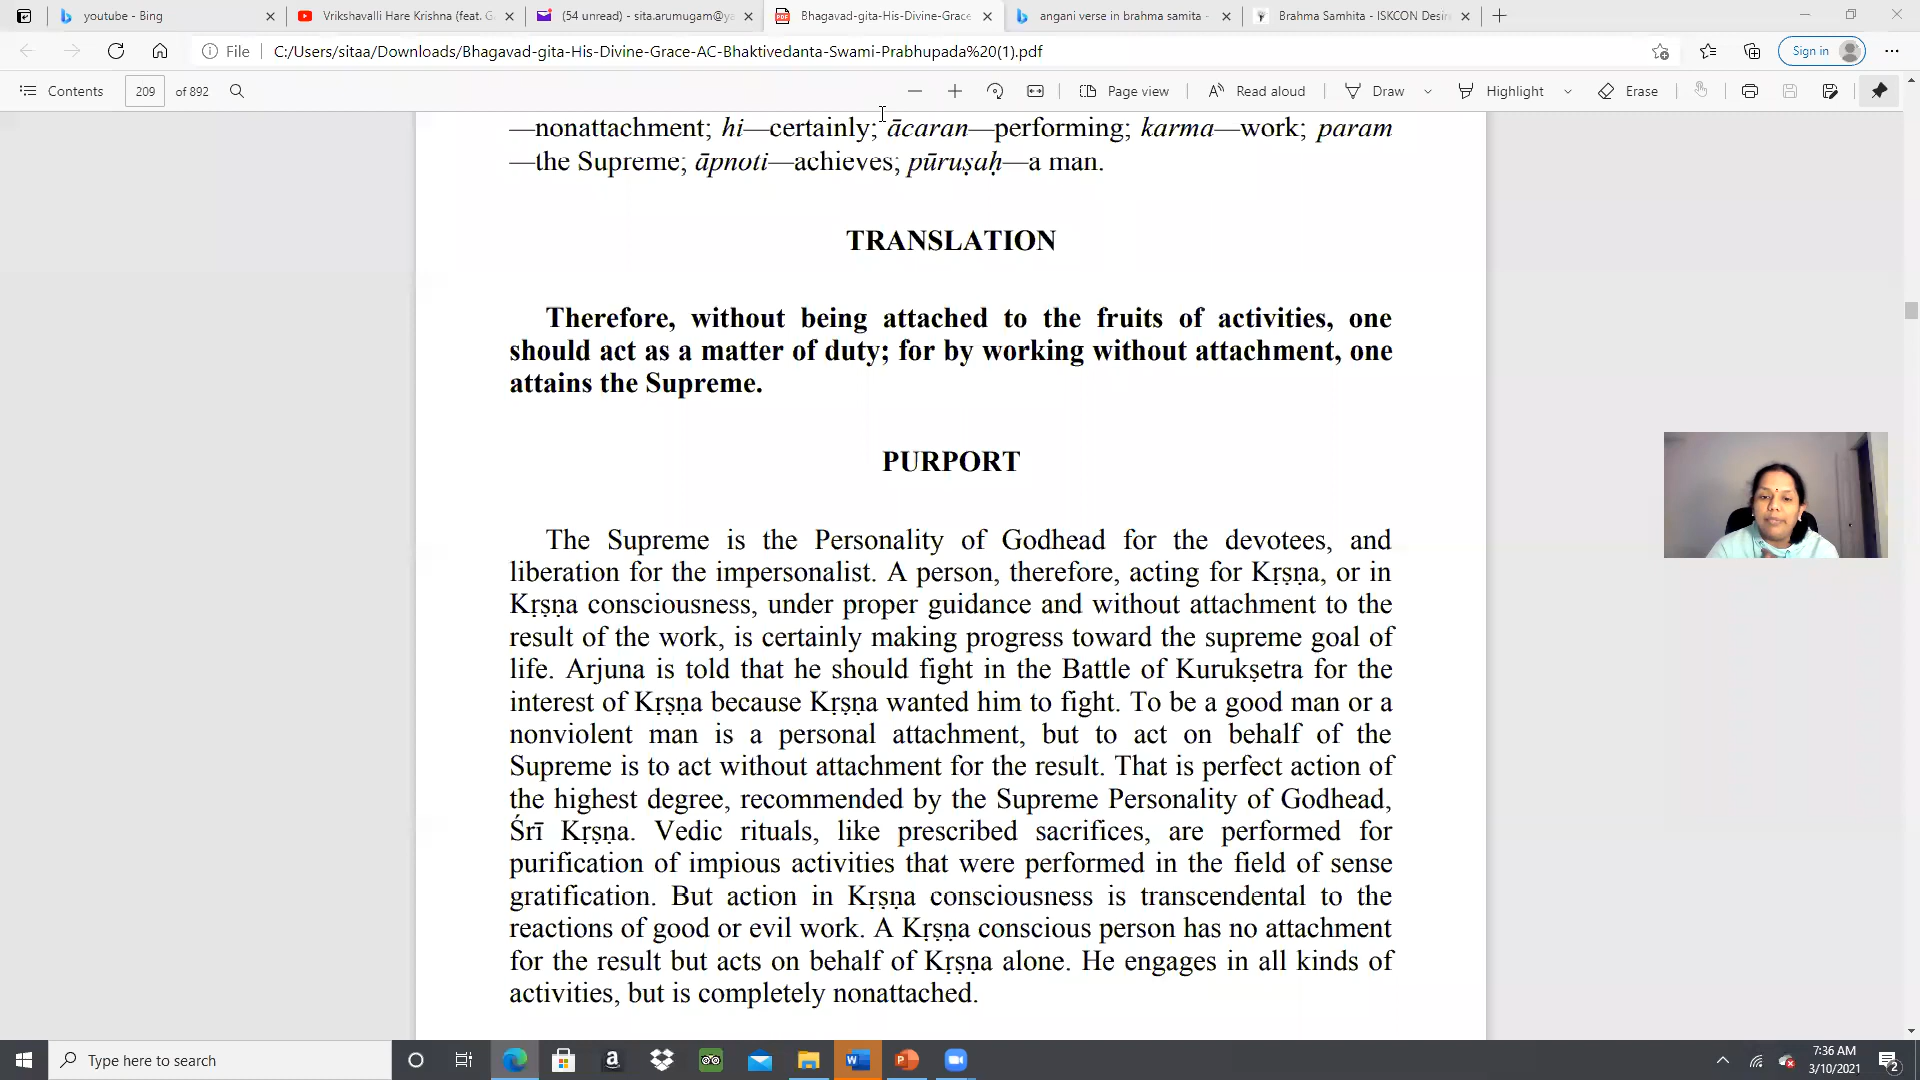 youtube - Bing
Vrikshavalli Hare Krishna (feat. G
(54 unread) - sita.arumugam@ya
Bhagavad-gita-His-Divine-Grace
angani verse in brahma samita -
Brahma Samhita - ISKCON Desir
File
C:/Users/sitaa/Downloads/Bhagavad-gita-His-Divine-Grace-AC-Bhaktivedanta-Swami-Prabhupada%20(1).pdf
Sign in
Contents
209
of 892
Page view
Read aloud
Draw
Highlight
Erase
—nonattachment; hi—certainly; ācaran—performing; karma—work; param
—the Supreme; āpnoti—achieves; pūruṣaḥ—a man.
TRANSLATION
Therefore, without being attached to the fruits of activities, one
should act as a matter of duty; for by working without attachment, one
attains the Supreme.
PURPORT
The Supreme is the Personality of Godhead for the devotees, and
liberation for the impersonalist. A person, therefore, acting for Kṛṣṇa, or in
Kṛṣṇa consciousness, under proper guidance and without attachment to the
result of the work, is certainly making progress toward the supreme goal of
life. Arjuna is told that he should fight in the Battle of Kurukṣetra for the
interest of Kṛṣṇa because Kṛṣṇa wanted him to fight. To be a good man or a
nonviolent man is a personal attachment, but to act on behalf of the
Supreme is to act without attachment for the result. That is perfect action of
the highest degree, recommended by the Supreme Personality of Godhead,
Śrī Kṛṣṇa. Vedic rituals, like prescribed sacrifices, are performed for
purification of impious activities that were performed in the field of sense
gratification. But action in Kṛṣṇa consciousness is transcendental to the
reactions of good or evil work. A Kṛṣṇa conscious person has no attachment
for the result but acts on behalf of Kṛṣṇa alone. He engages in all kinds of
activities, but is completely nonattached.
Type here to search
7:36 AM
3/10/2021
2